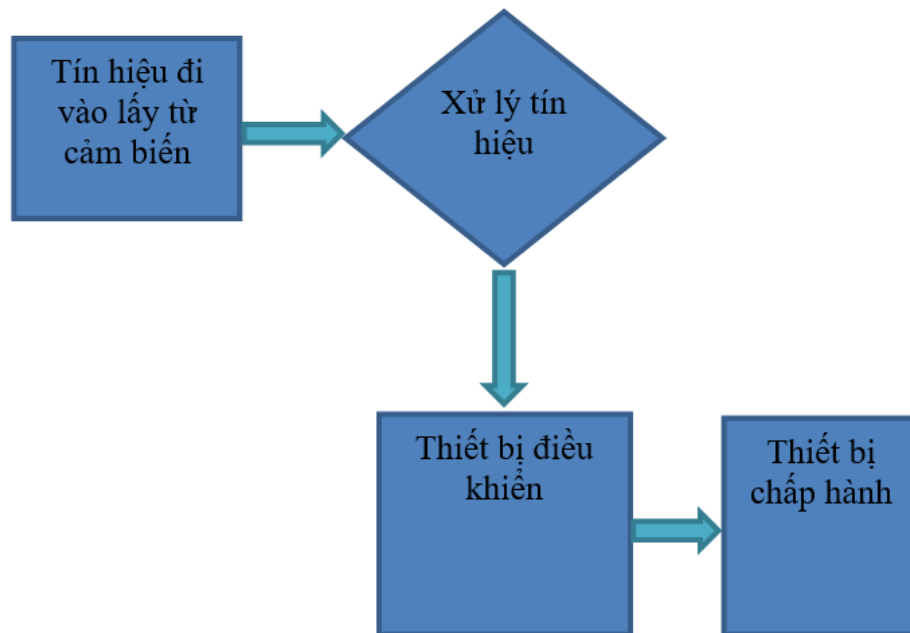 Tín hiệu đi
vào lấy từ
cảm biến
Xử lý tín
hiệu
Thiết bị điều
khiển
Thiết bị
chấp hành